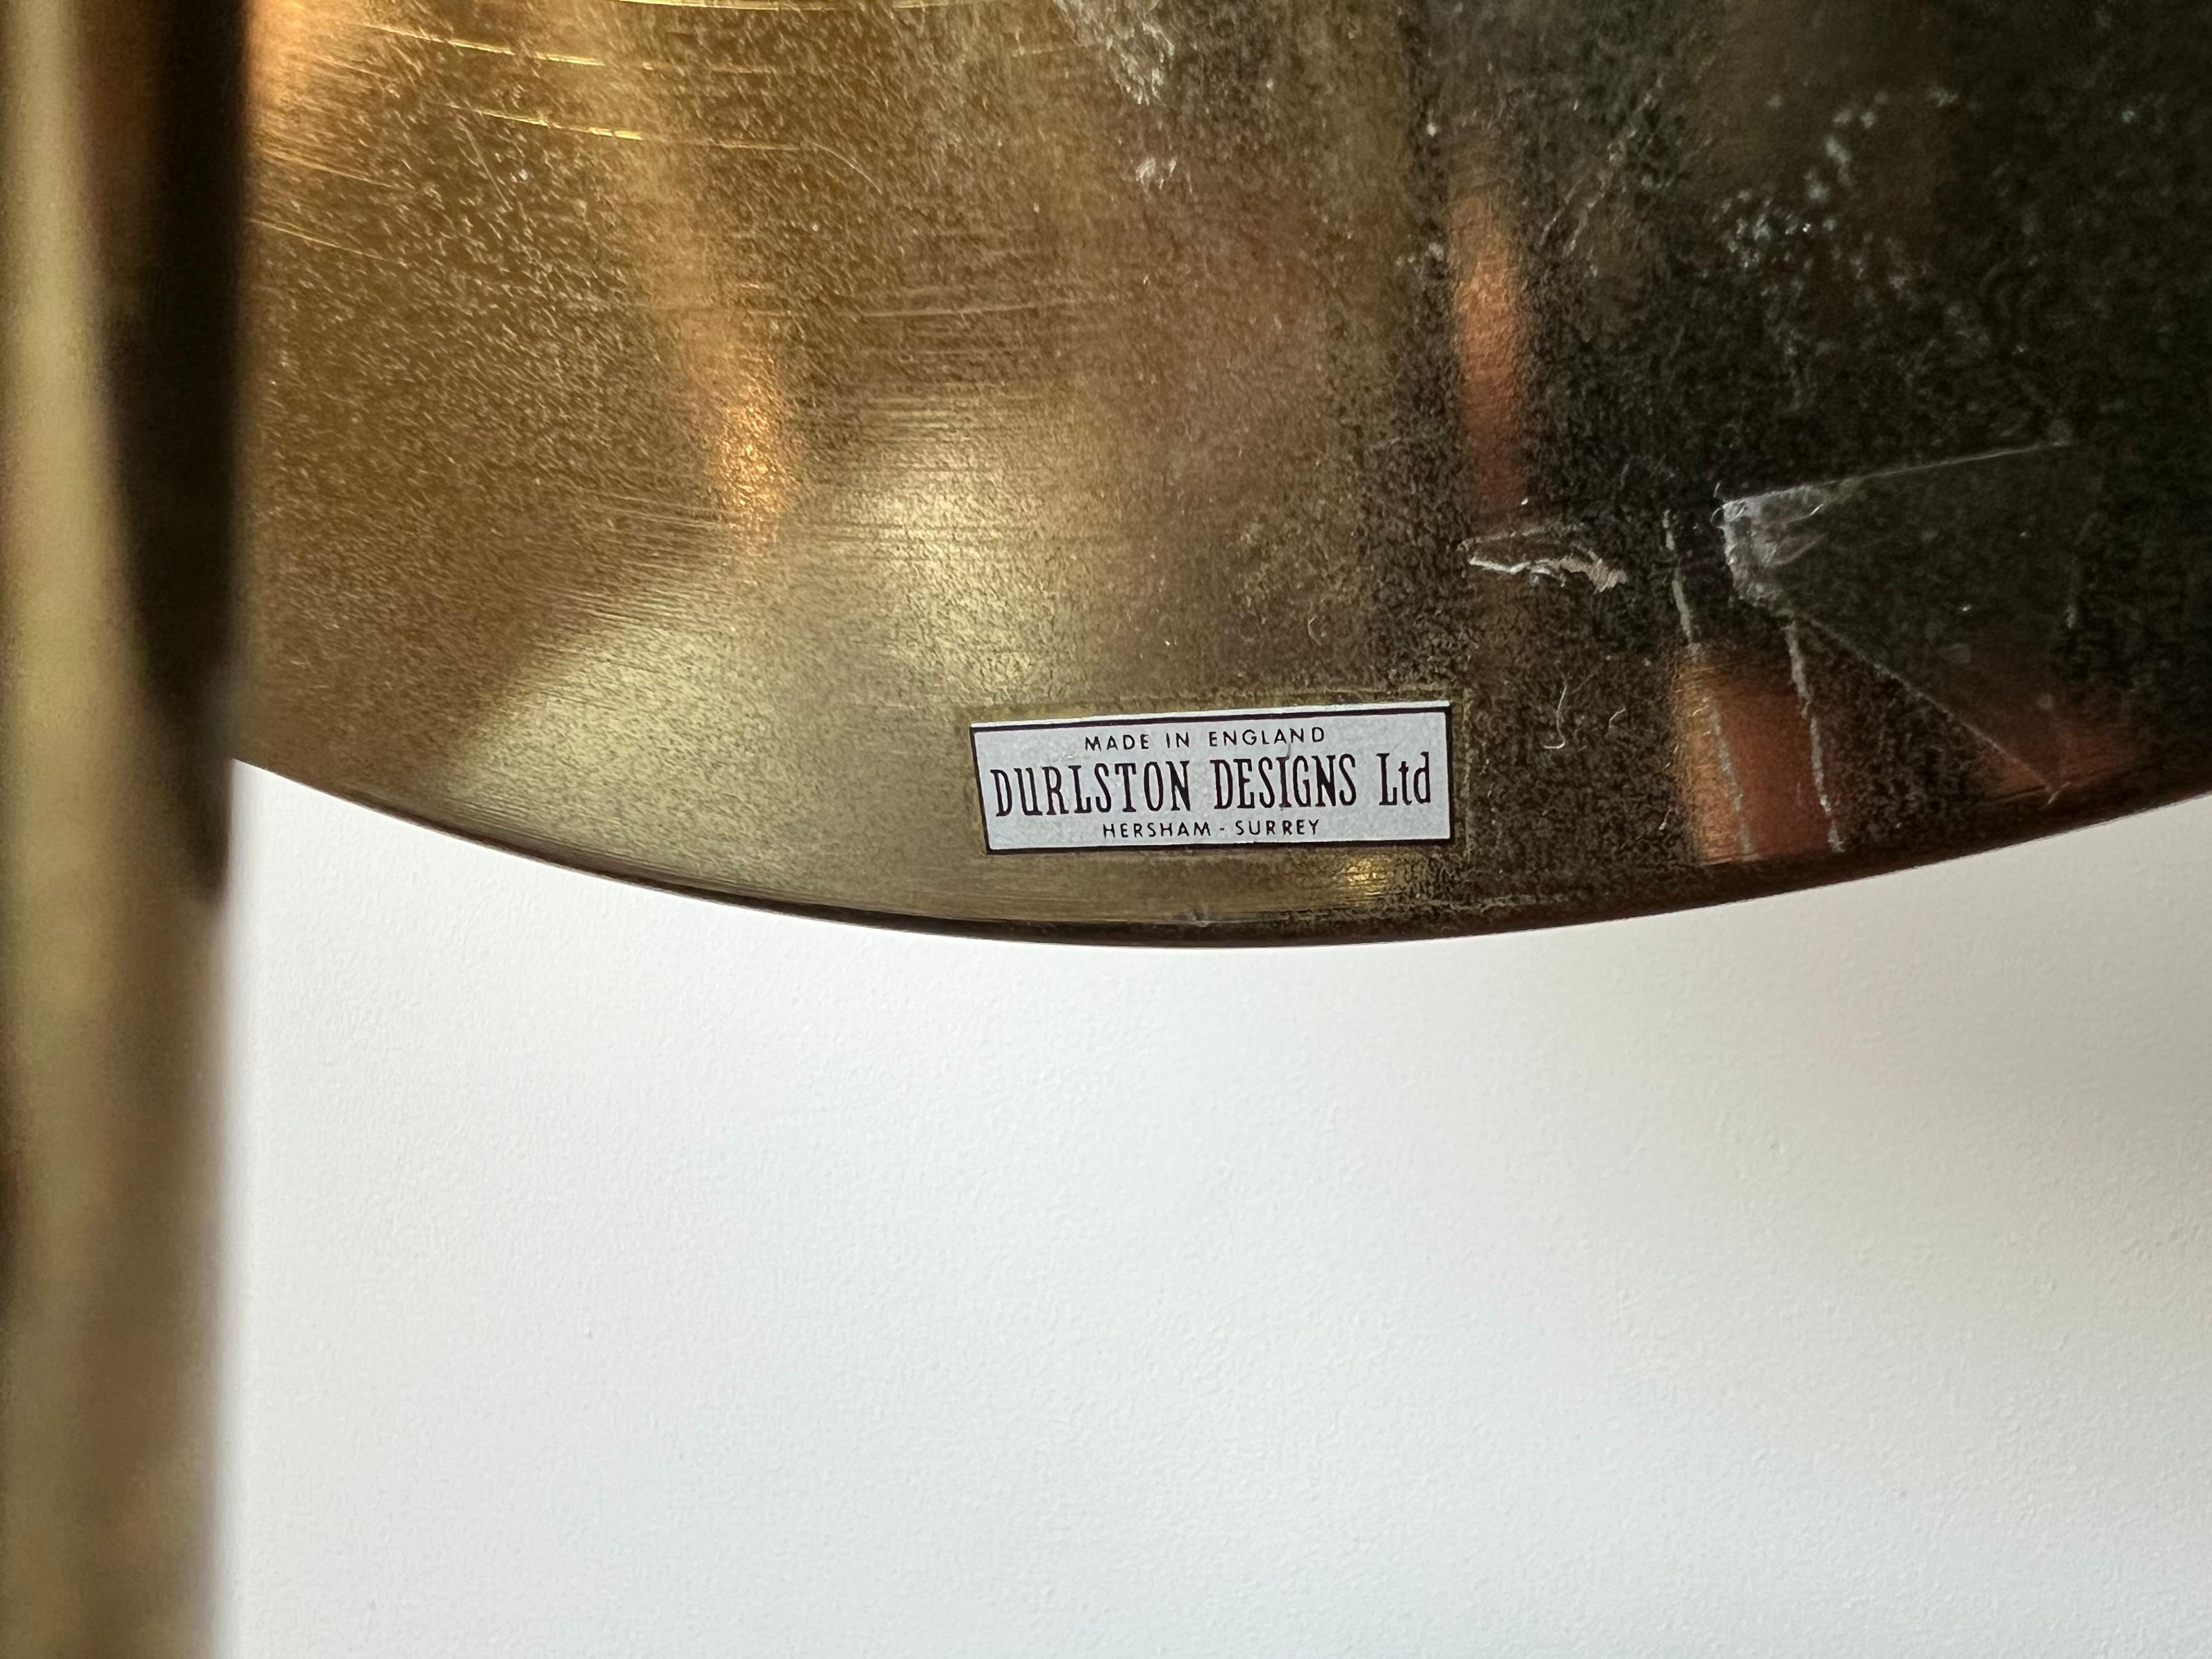 MADE IN ENGLAND
DURLSTON DESIGNS Ltd
HERSHAM - SURREY